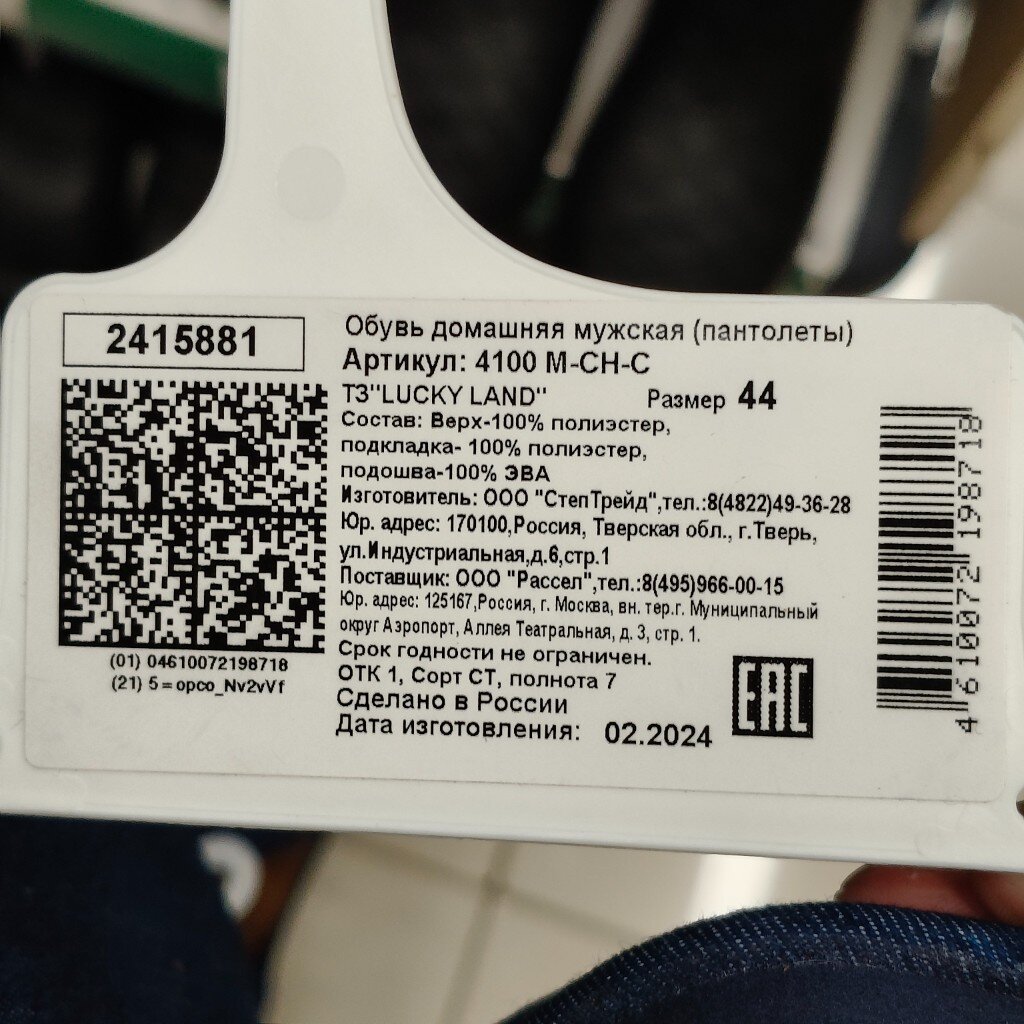 2415881
(01) 04610072198718
(21) 5=opco_Nv2vVf
Обувь домашняя мужская (пантолеты)
Артикул: 4100 М-СН-С
ТЗ"LUCKY LAND" Размер 44
Состав: Верх-100% полиэстер,
подкладка- 100% полиэстер,
подошва-100% ЭВА
Изготовитель: ООО "СтепТрейд",тел.:8(4822)49-36-28
Юр. адрес: 170100,Россия, Тверская обл., г.Тверь,
ул.Индустриальная,д.6,стр.1
Поставщик: ООО "Рассел",тел.:8(495)966-00-15
Юр. адрес: 125167,Россия, г. Москва, вн. тер.г. Муниципальный
округ Аэропорт, Аллея Театральная, д. 3, стр. 1.
Срок годности не ограничен.
ОТК 1, Сорт СТ, полнота 7
Сделано в России
Дата изготовления: 02.2024
EAC
4 610072 198718